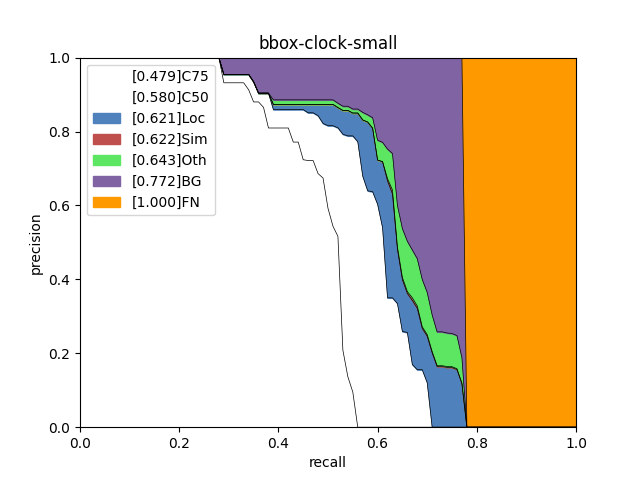 bbox-clock-small
1.0
0.8
0.6
0.4
0.2
0.0
precision
[0.479]C75
[0.580]C50
[0.621]Loc
[0.622]Sim
[0.643]Oth
[0.772]BG
[1.000]FN
0.0 0.2 0.4 0.6 0.8 1.0
recall